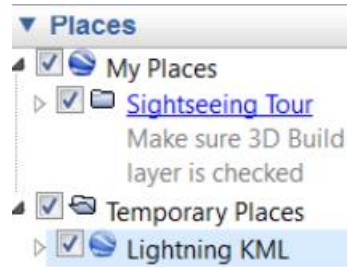 Places
My Places
Sightseeing Tour
Make sure 3D Build
layer is checked
Temporary Places
Lightning KML